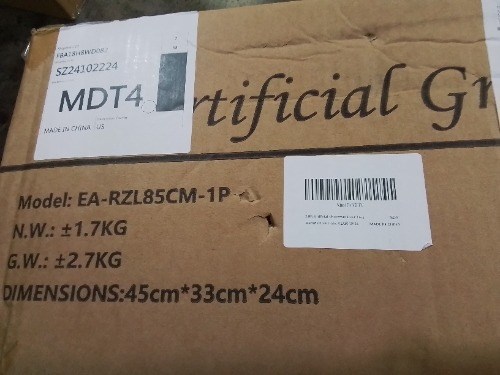 SZ24102224
MDT4
MADE IN CHINA US
rtificial Gr
Model: EA-RZL85CM-1P
N.W.: ±1.7KG
G.W.: ±2.7KG
DIMENSIONS:45cm*33cm*24cm